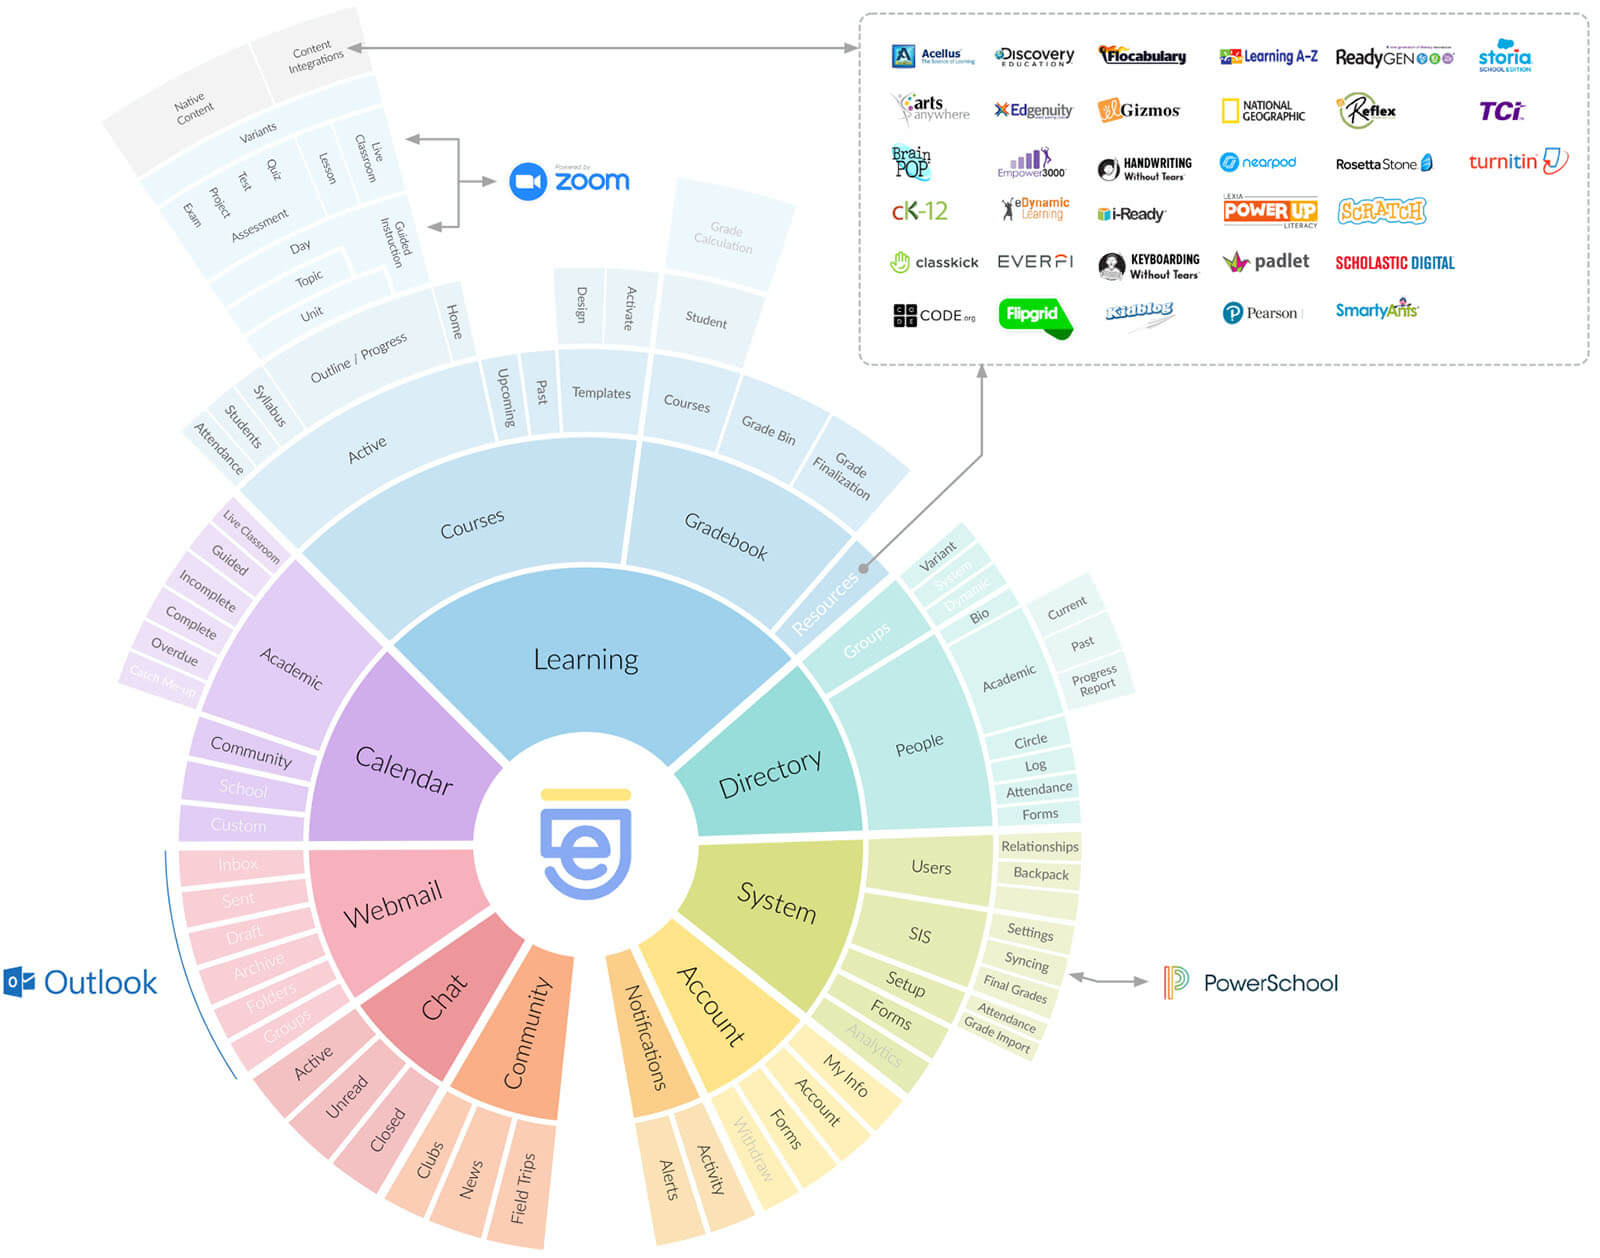 Content
Integrations
Native
Content
Variants
Live
Classroom
Lesson
Quiz
Test
Project
Exam
Assessment
Guided
Instruction
Day
Topic
Unit
Home
Outline / Progress
Syllabus
Students
Attendance
Powered by
zoom
Grade
Calculation
Student
Design
Activate
Active
Upcoming
Past
Templates
Courses
Grade Bin
Grade
Finalization
Courses
Gradebook
Resources
Learning
Acellus
The Science of Learning
Discovery
EDUCATION
Flocabulary
Learning A-Z
ReadyGEN
storia
SCHOOL EDITION
arts
anywhere
Edgenuity
Gizmos
NATIONAL
GEOGRAPHIC
Reflex
TCi
Brain
POP
Empower3000
HANDWRITING
Without Tears
nearpod
Rosetta Stone
turnitin
cK-12
eDynamic
Learning
i-Ready
LEXIA
POWER UP
LITERACY
SCRATCH
classkick
EVERFI
KEYBOARDING
Without Tears
padlet
SCHOLASTIC DIGITAL
CODE.org
Flipgrid
Kidblog
Pearson
SmartyAnts
Variant
System
Dynamic
Bio
Groups
People
Academic
Current
Past
Progress
Report
Circle
Log
Attendance
Forms
Directory
Live Classroom
Guided
Incomplete
Complete
Overdue
Catch Me-up
Academic
Community
School
Custom
Calendar
Inbox
Sent
Draft
Archive
Folders
Groups
Webmail
Outlook
Active
Unread
Closed
Chat
Community
Clubs
News
Field Trips
Notifications
Alerts
Activity
Account
Withdraw
Forms
Account
My Info
System
Users
SIS
Setup
Forms
Analytics
Relationships
Backpack
Settings
Syncing
Final Grades
Attendance
Grade Import
PowerSchool
e